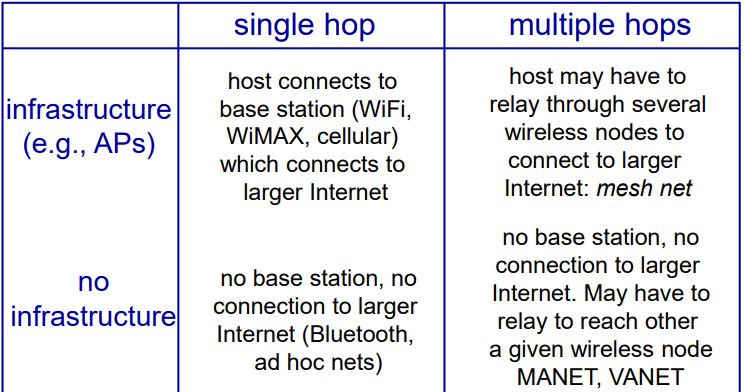 single hop
multiple hops
infrastructure
(e.g., APs)
host connects to
base station (WiFi,
WiMAX, cellular)
which connects to
larger Internet
host may have to
relay through several
wireless nodes to
connect to larger
Internet: mesh net
no
infrastructure
no base station, no
connection to larger
Internet (Bluetooth,
ad hoc nets)
no base station, no
connection to larger
Internet. May have to
relay to reach other
a given wireless node
MANET, VANET